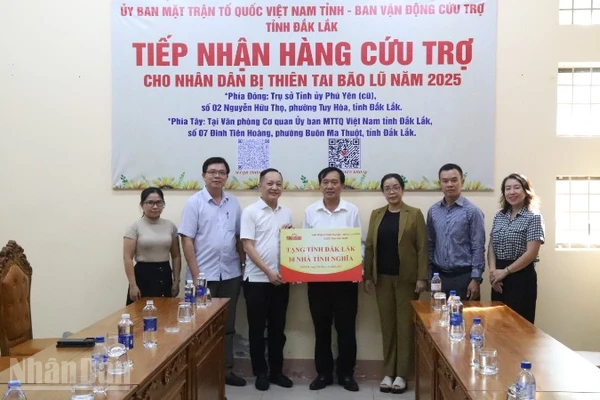 ỦY BAN MẶT TRẬN TỔ QUỐC VIỆT NAM TỈNH - BAN VẬN ĐỘNG CỨU TRỢ
TỈNH ĐẮK LẮK
TIẾP NHẬN HÀNG CỨU TRỢ
CHO NHÂN DÂN BỊ THIÊN TAI BÃO LŨ NĂM 2025
*Phía Đông: Trụ sở Tỉnh ủy Phú Yên (cũ),
số 02 Nguyễn Hữu Thọ, phường Tuy Hòa, tỉnh Đắk Lắk.
*Phía Tây: Tại Văn phòng Cơ quan Ủy ban MTTQ Việt Nam tỉnh Đắk Lắk,
số 07 Đinh Tiên Hoàng, phường Buôn Ma Thuột, tỉnh Đắk Lắk.
TẶNG TỈNH ĐẮK LẮK
10 NHÀ TÌNH NGHĨA
Nhân Dân